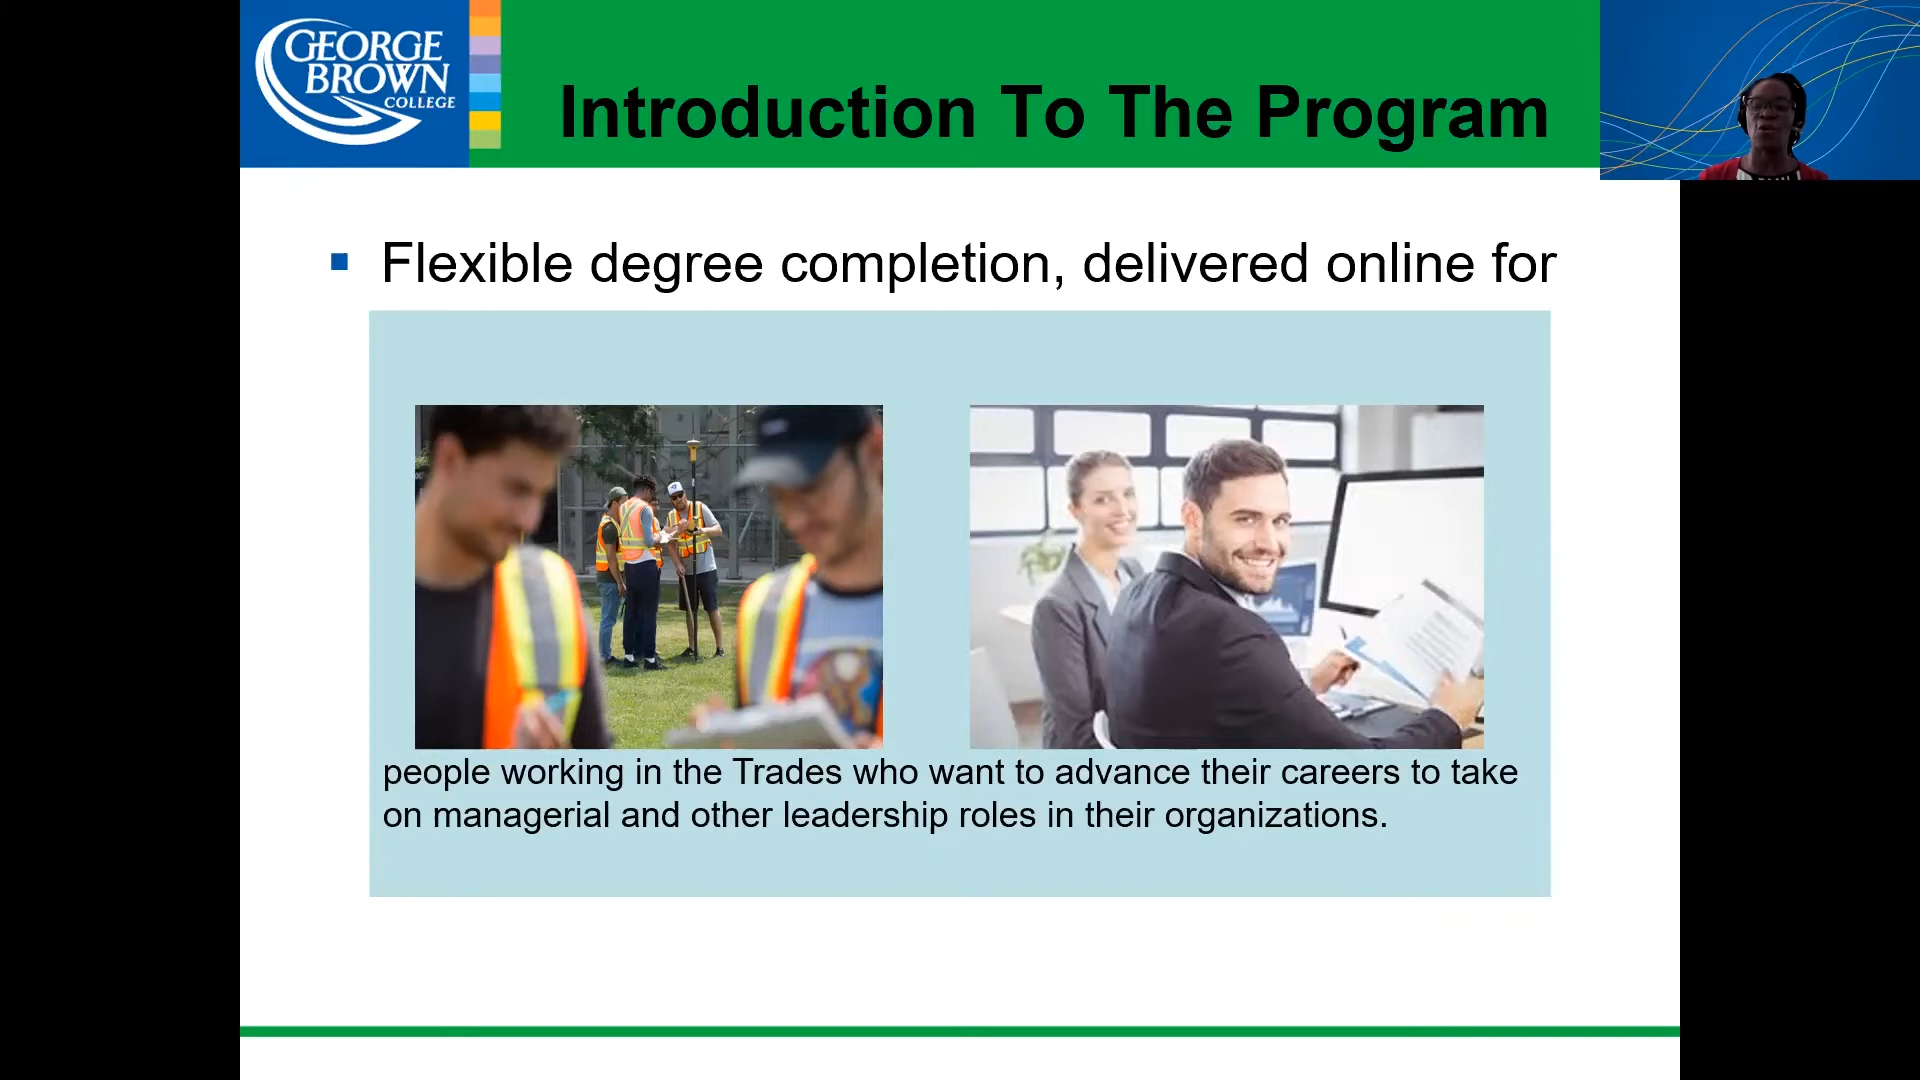 GEORGE
BROWN
COLLEGE
Introduction To The Program
Flexible degree completion, delivered online for
people working in the Trades who want to advance their careers to take
on managerial and other leadership roles in their organizations.